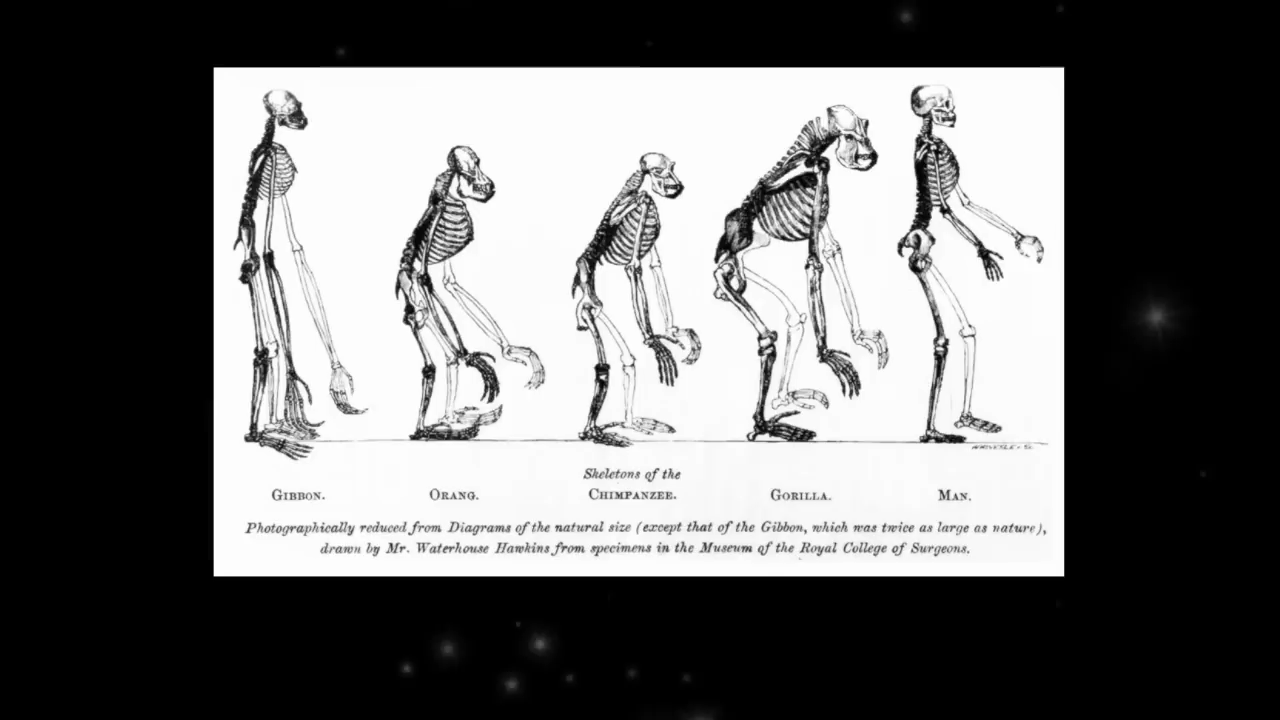 Skeletons of the
GIBBON. ORANG. CHIMPANZEE. GORILLA. MAN.
Photographically reduced from Diagrams of the natural size (except that of the Gibbon, which was twice as large as nature),
drawn by Mr. Waterhouse Hawkins from specimens in the Museum of the Royal College of Surgeons.